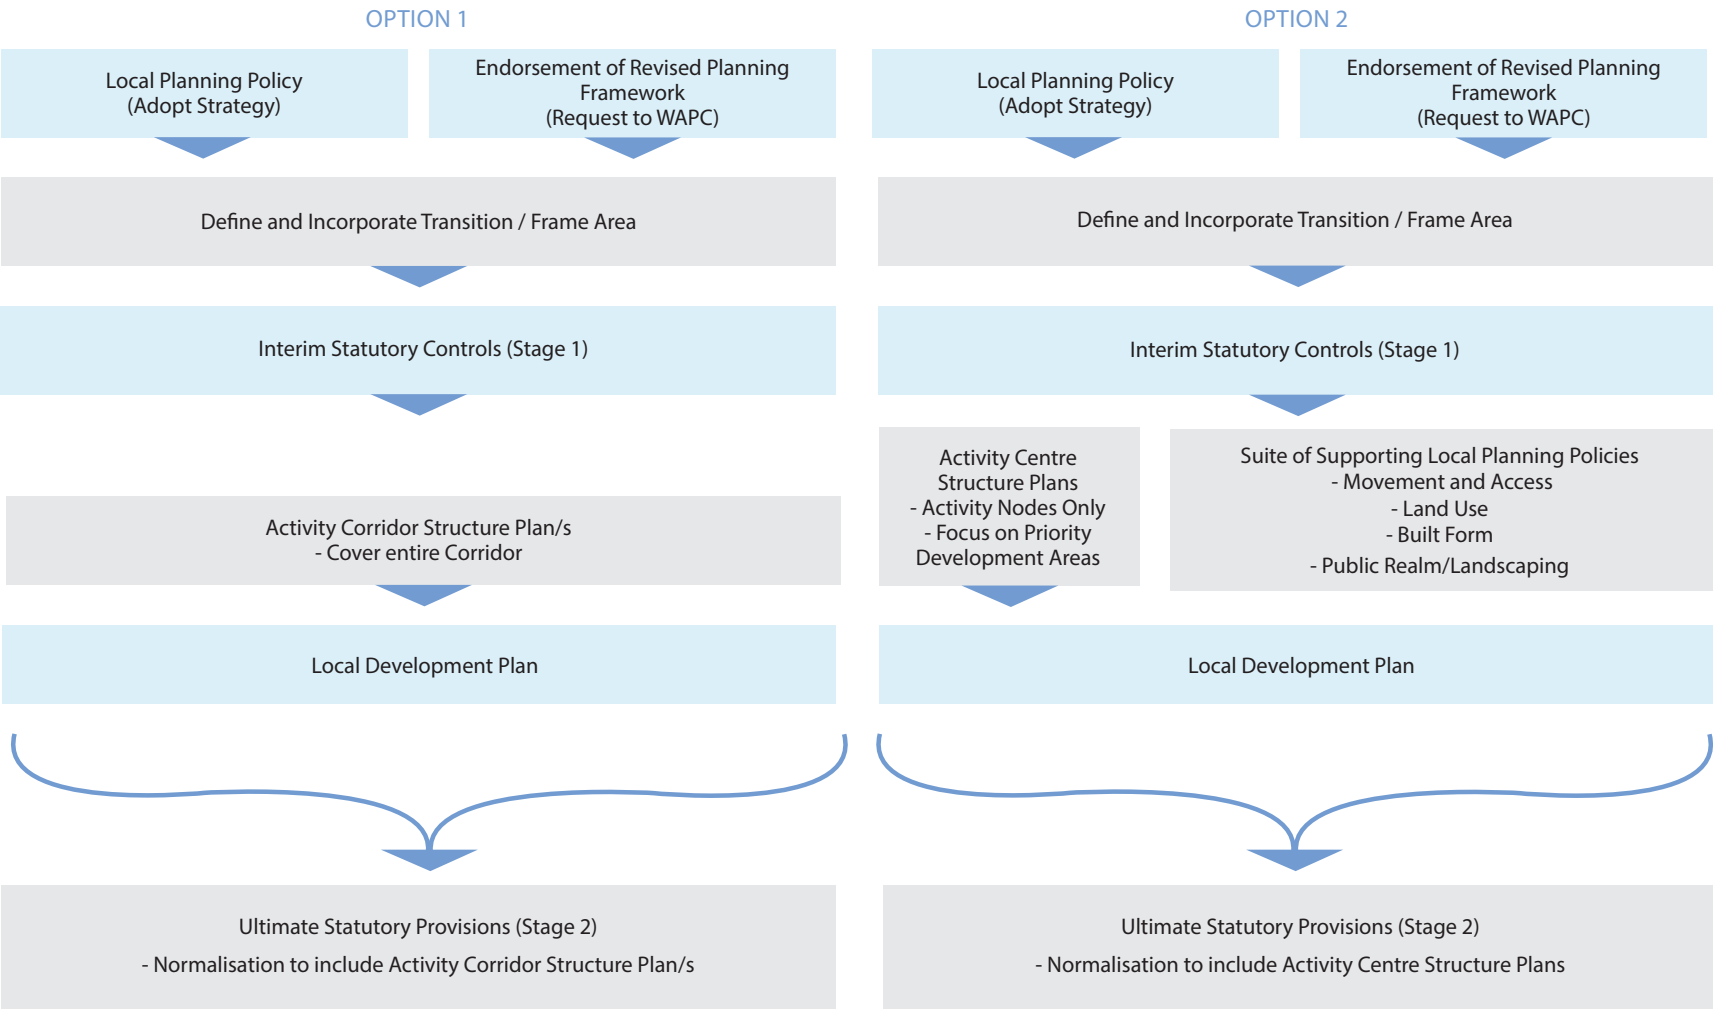 OPTION 1
Local Planning Policy
(Adopt Strategy)
Endorsement of Revised Planning
Framework
(Request to WAPC)
Define and Incorporate Transition / Frame Area
Interim Statutory Controls (Stage 1)
Activity Corridor Structure Plan/s
- Cover entire Corridor
Local Development Plan
Ultimate Statutory Provisions (Stage 2)
- Normalisation to include Activity Corridor Structure Plan/s
OPTION 2
Local Planning Policy
(Adopt Strategy)
Endorsement of Revised Planning
Framework
(Request to WAPC)
Define and Incorporate Transition / Frame Area
Interim Statutory Controls (Stage 1)
Activity Centre
Structure Plans
- Activity Nodes Only
- Focus on Priority
Development Areas
Suite of Supporting Local Planning Policies
- Movement and Access
- Land Use
- Built Form
- Public Realm/Landscaping
Local Development Plan
Ultimate Statutory Provisions (Stage 2)
- Normalisation to include Activity Centre Structure Plans